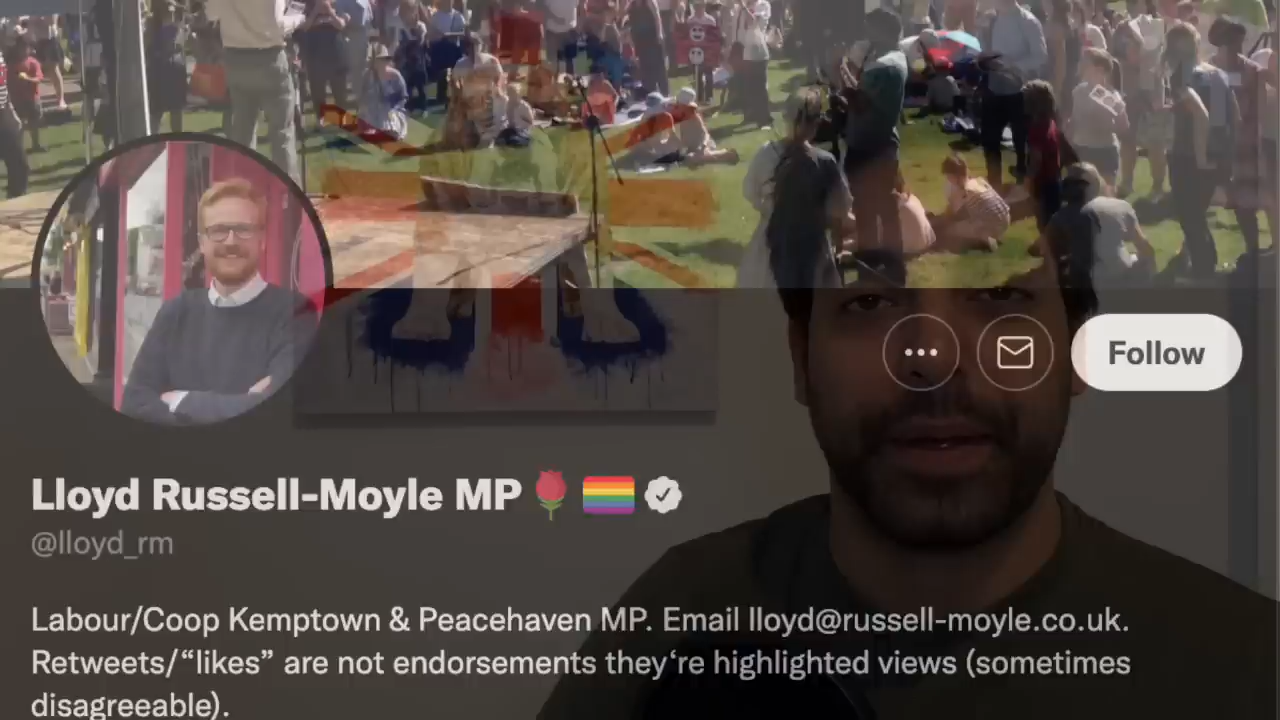 Follow
Lloyd Russell-Moyle MP
@lloyd_rm
Labour/Coop Kemptown & Peacehaven MP. Email lloyd@russell-moyle.co.uk.
Retweets/“likes” are not endorsements they‘re highlighted views (sometimes
disagreeable).